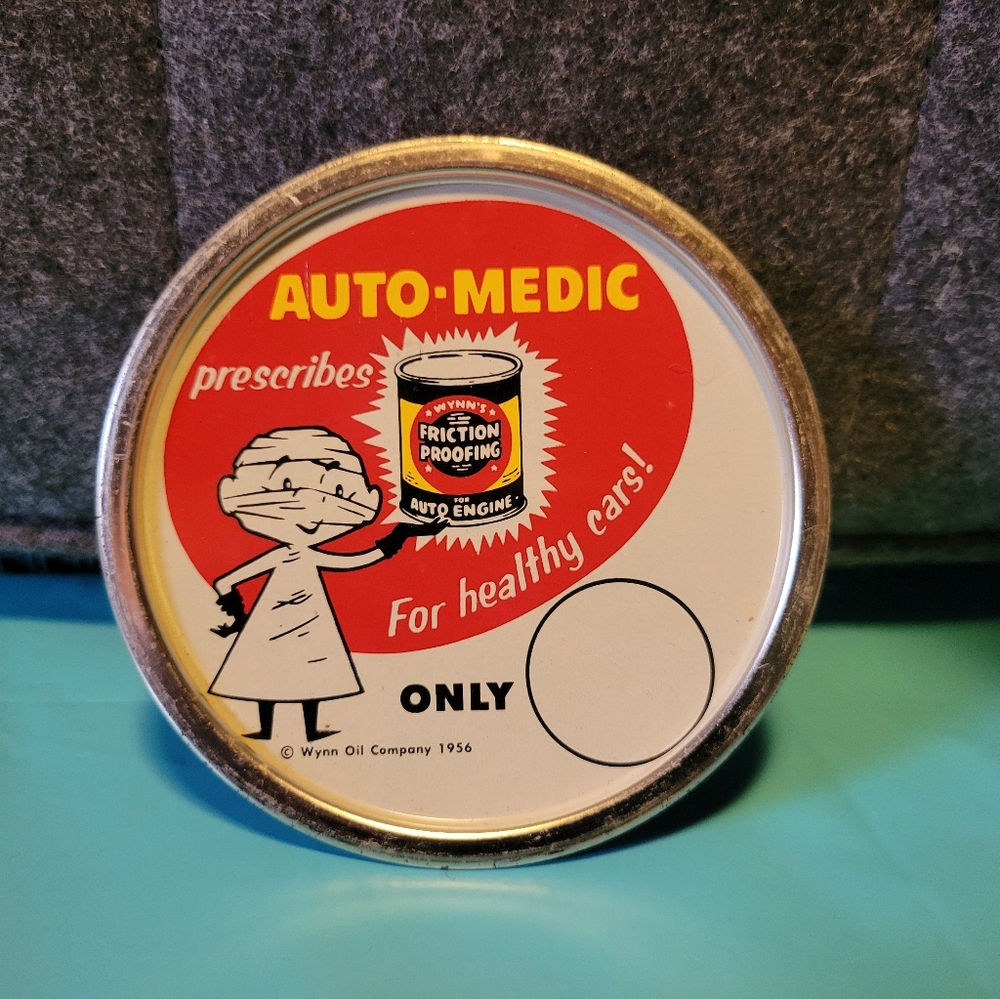 AUTO-MEDIC
prescribes
WYNN'S
FRICTION
PROOFING
FOR
AUTO ENGINE
For healthy cars!
ONLY
© Wynn Oil Company 1956